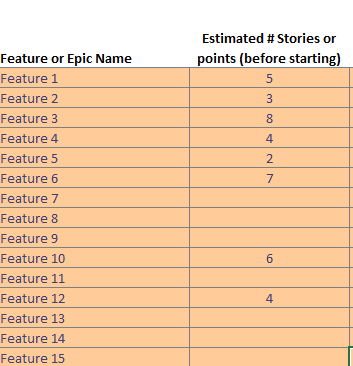 Estimated # Stories or
Feature or Epic Name points (before starting)
Feature 1 5
Feature 2 3
Feature 3 8
Feature 4 4
Feature 5 2
Feature 6 7
Feature 7
Feature 8
Feature 9
Feature 10 6
Feature 11
Feature 12 4
Feature 13
Feature 14
Feature 15